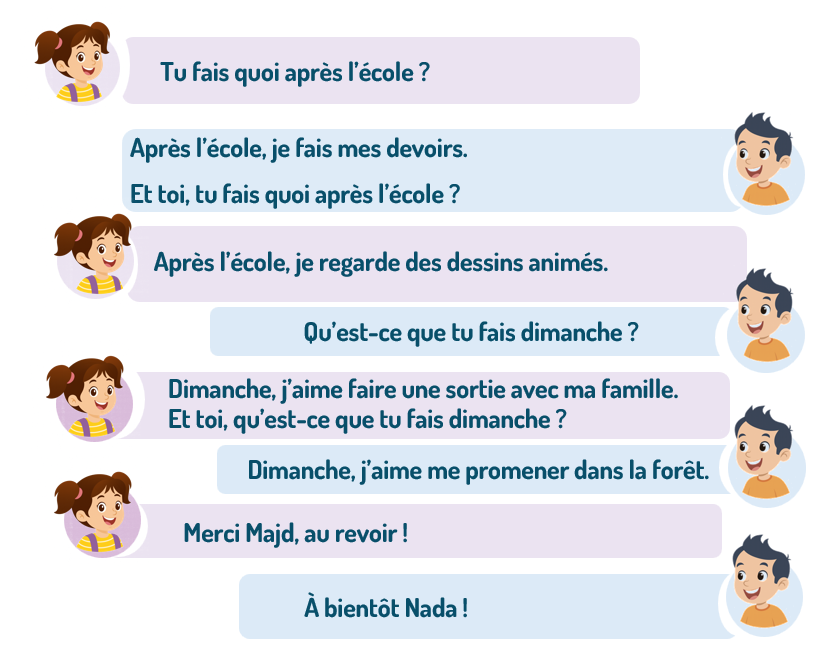 Tu fais quoi après l'école ?
Après l'école, je fais mes devoirs.
Et toi, tu fais quoi après l'école ?
Après l'école, je regarde des dessins animés.
Qu'est-ce que tu fais dimanche ?
Dimanche, j'aime faire une sortie avec ma famille.
Et toi, qu'est-ce que tu fais dimanche ?
Dimanche, j'aime me promener dans la forêt.
Merci Majd, au revoir !
À bientôt Nada !